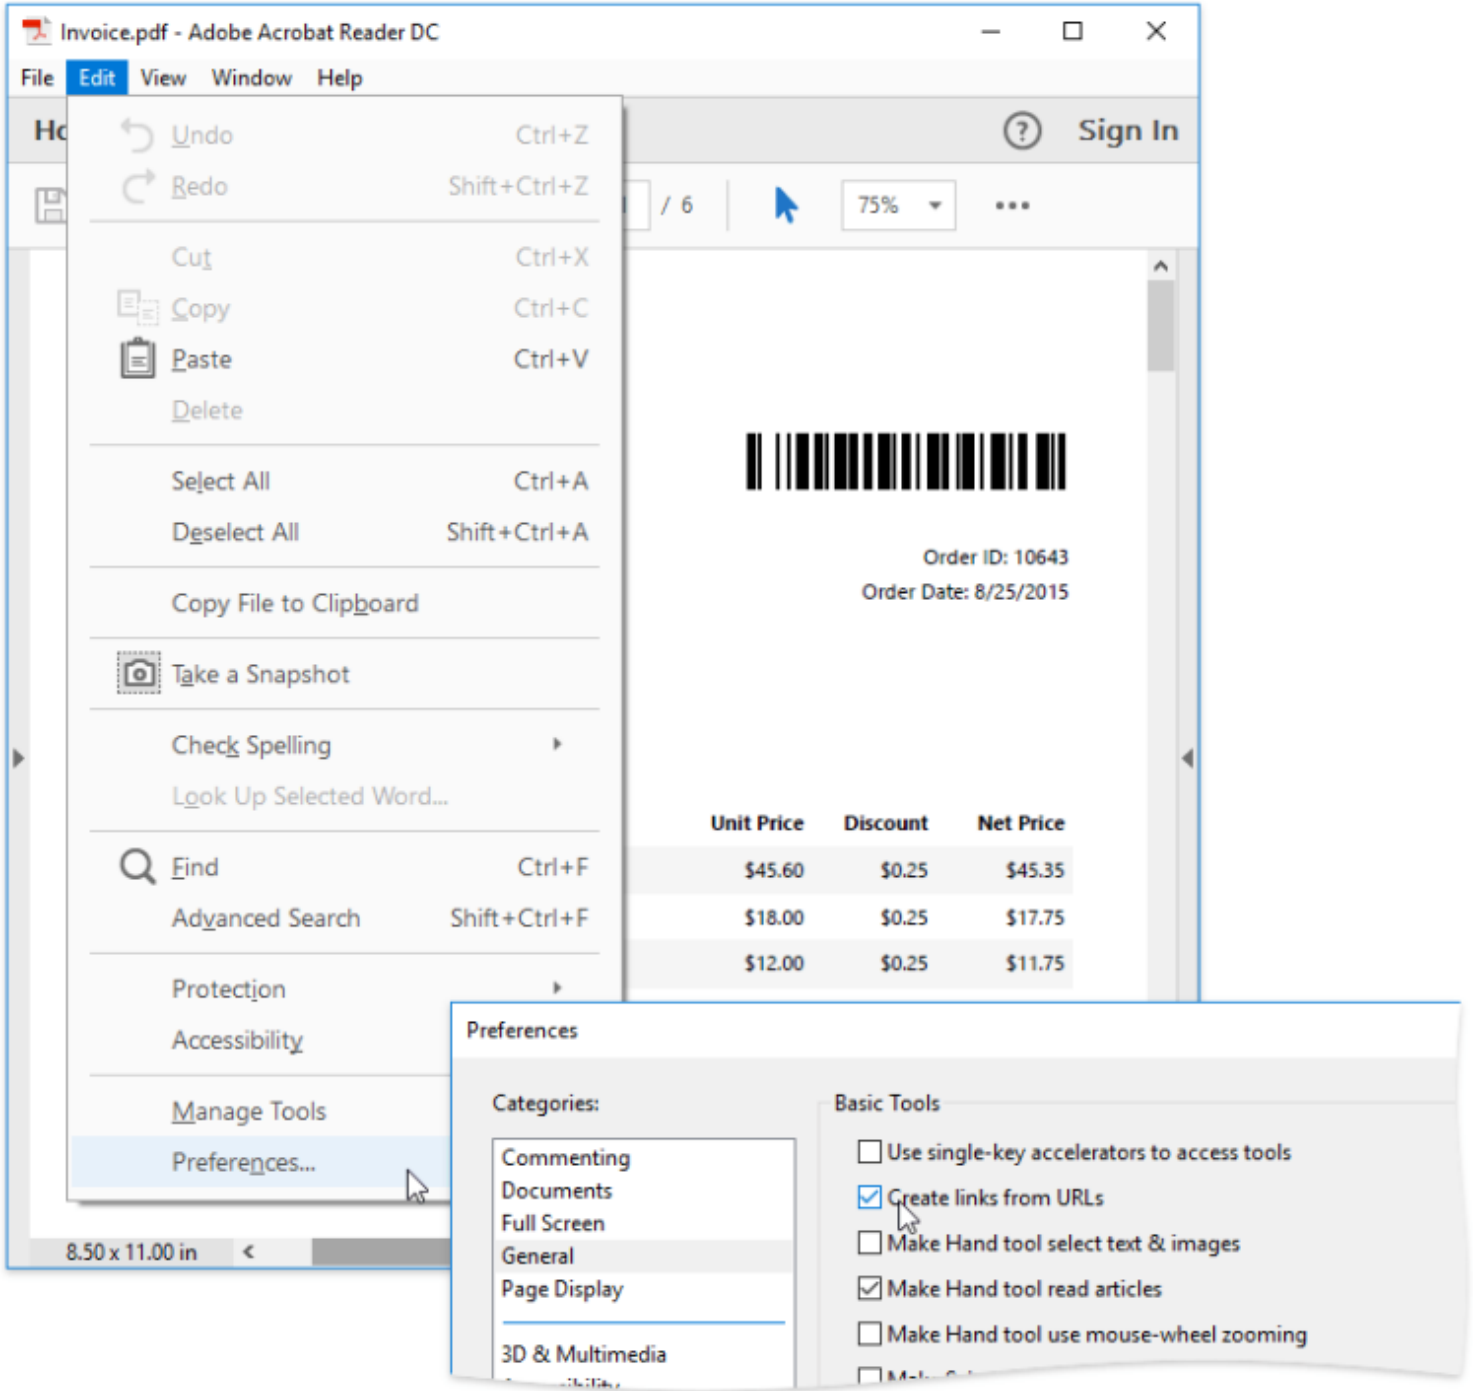 Invoice.pdf - Adobe Acrobat Reader DC
File Edit View Window Help
Sign In
Undo Ctrl+Z
Redo Shift+Ctrl+Z
/ 6 75%
Cut Ctrl+X
Copy Ctrl+C
Paste Ctrl+V
Delete
Select All Ctrl+A
Deselect All Shift+Ctrl+A
Copy File to Clipboard
Take a Snapshot
Check Spelling
Look Up Selected Word...
Find Ctrl+F
Advanced Search Shift+Ctrl+F
Protection
Accessibility
Manage Tools
Preferences...
Order ID: 10643
Order Date: 8/25/2015
Unit Price Discount Net Price
$45.60 $0.25 $45.35
$18.00 $0.25 $17.75
$12.00 $0.25 $11.75
8.50 x 11.00 in
Preferences
Categories:
Commenting
Documents
Full Screen
General
Page Display
3D & Multimedia
Basic Tools
Use single-key accelerators to access tools
Create links from URLs
Make Hand tool select text & images
Make Hand tool read articles
Make Hand tool use mouse-wheel zooming